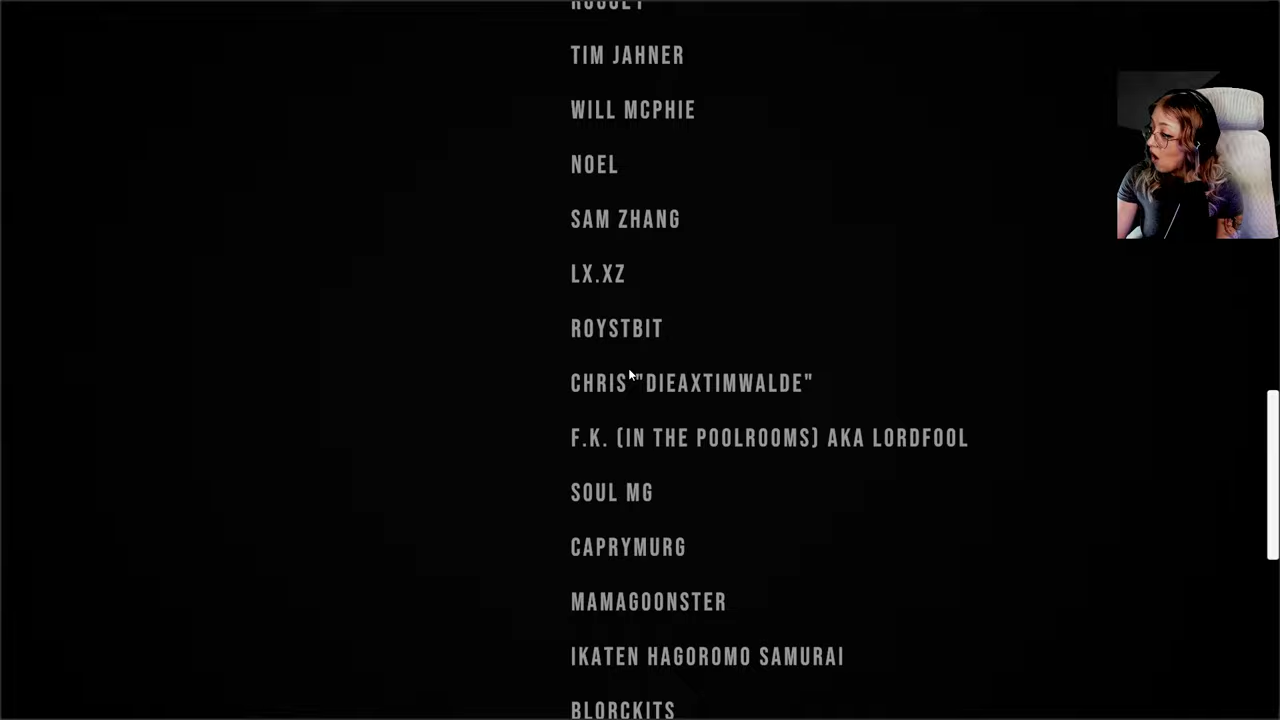 TIM JAHNER
WILL MCPHIE
NOEL
SAM ZHANG
LX.XZ
ROYSTBIT
CHRIS "DIEAXTIMWALDE"
F.K. (IN THE POOLROOMS) AKA LORDFOOL
SOUL MG
CAPRYMURG
MAMAGOONSTER
IKATEN HAGOROMO SAMURAI
BLORCKITS